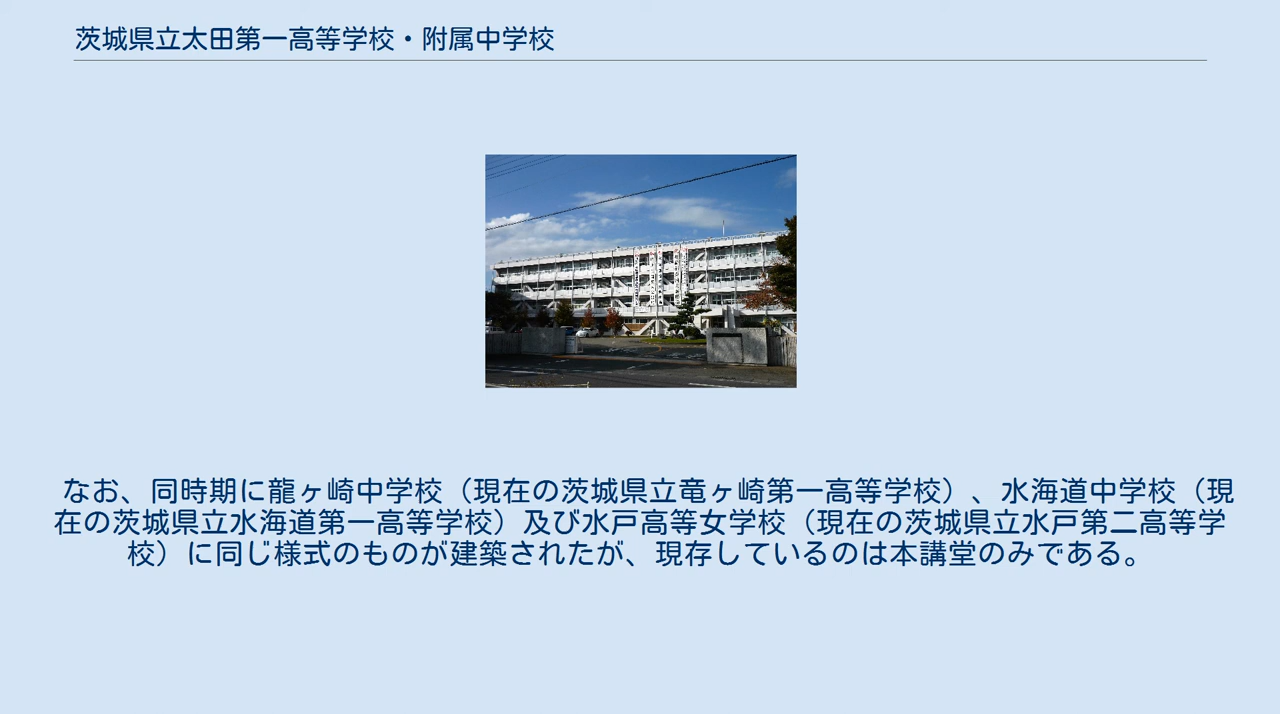 茨城県立太田第一高等学校・附属中学校
なお、同時期に龍ヶ崎中学校（現在の茨城県立竜ヶ崎第一高等学校）、水海道中学校（現
在の茨城県立水海道第一高等学校）及び水戸高等女学校（現在の茨城県立水戸第二高等学
校）に同じ様式のものが建築されたが、現存しているのは本講堂のみである。